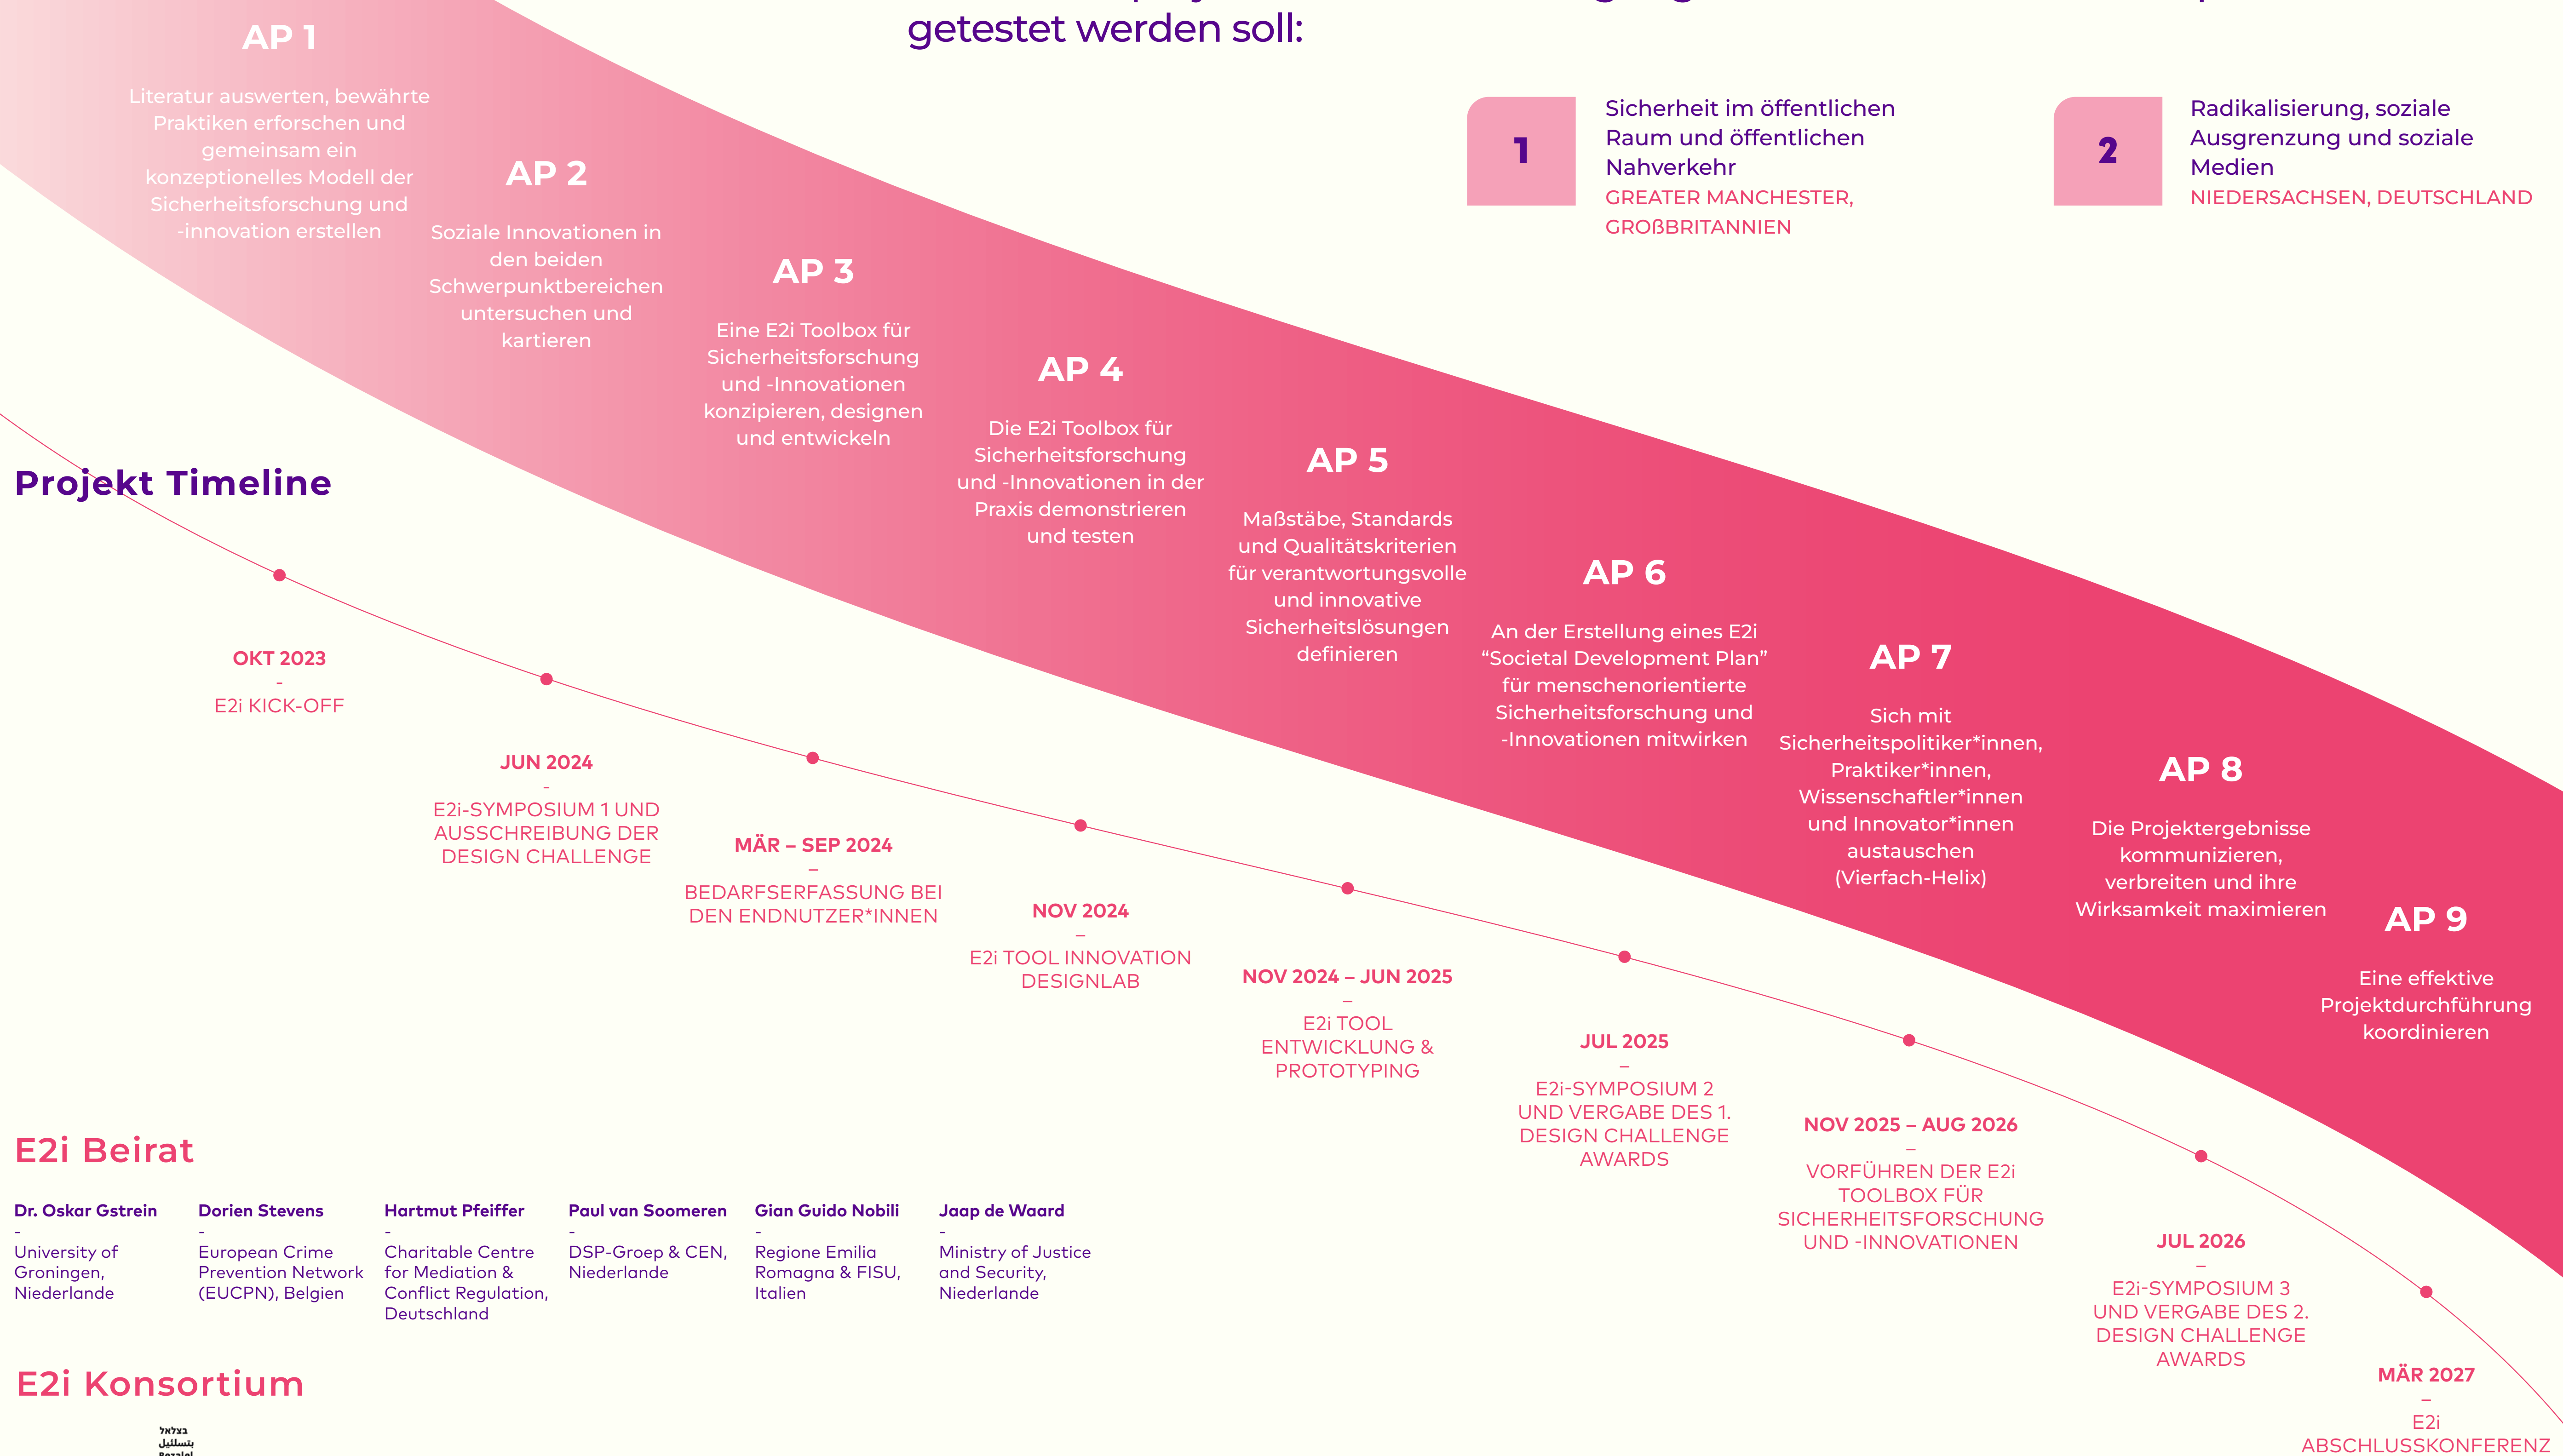 getestet werden soll:
1
Sicherheit im öffentlichen
Raum und öffentlichen
Nahverkehr
GREATER MANCHESTER,
GROßBRITANNIEN
2
Radikalisierung, soziale
Ausgrenzung und soziale
Medien
NIEDERSACHSEN, DEUTSCHLAND
AP 1
Literatur auswerten, bewährte
Praktiken erforschen und
gemeinsam ein
konzeptionelles Modell der
Sicherheitsforschung und
-innovation erstellen
AP 2
Soziale Innovationen in
den beiden
Schwerpunktbereichen
untersuchen und
kartieren
AP 3
Eine E2i Toolbox für
Sicherheitsforschung
und -Innovationen
konzipieren, designen
und entwickeln
AP 4
Die E2i Toolbox für
Sicherheitsforschung
und -Innovationen in der
Praxis demonstrieren
und testen
AP 5
Maßstäbe, Standards
und Qualitätskriterien
für verantwortungsvolle
und innovative
Sicherheitslösungen
definieren
AP 6
An der Erstellung eines E2i
“Societal Development Plan”
für menschenorientierte
Sicherheitsforschung und
-Innovationen mitwirken
AP 7
Sich mit
Sicherheitspolitiker*innen,
Praktiker*innen,
Wissenschaftler*innen
und Innovator*innen
austauschen
(Vierfach-Helix)
AP 8
Die Projektergebnisse
kommunizieren,
verbreiten und ihre
Wirksamkeit maximieren
AP 9
Eine effektive
Projektdurchführung
koordinieren
Projekt Timeline
OKT 2023
-
E2i KICK-OFF
JUN 2024
-
E2i-SYMPOSIUM 1 UND
AUSSCHREIBUNG DER
DESIGN CHALLENGE
MÄR – SEP 2024
–
BEDARFSERFASSUNG BEI
DEN ENDNUTZER*INNEN
NOV 2024
–
E2i TOOL INNOVATION
DESIGNLAB
NOV 2024 – JUN 2025
–
E2i TOOL
ENTWICKLUNG &
PROTOTYPING
JUL 2025
–
E2i-SYMPOSIUM 2
UND VERGABE DES 1.
DESIGN CHALLENGE
AWARDS
NOV 2025 – AUG 2026
–
VORFÜHREN DER E2i
TOOLBOX FÜR
SICHERHEITSFORSCHUNG
UND -INNOVATIONEN
JUL 2026
–
E2i-SYMPOSIUM 3
UND VERGABE DES 2.
DESIGN CHALLENGE
AWARDS
MÄR 2027
–
E2i
ABSCHLUSSKONFERENZ
E2i Beirat
Dr. Oskar Gstrein
-
University of
Groningen,
Niederlande
Dorien Stevens
-
European Crime
Prevention Network
(EUCPN), Belgien
Hartmut Pfeiffer
-
Charitable Centre
for Mediation &
Conflict Regulation,
Deutschland
Paul van Soomeren
-
DSP-Groep & CEN,
Niederlande
Gian Guido Nobili
-
Regione Emilia
Romagna & FISU,
Italien
Jaap de Waard
-
Ministry of Justice
and Security,
Niederlande
E2i Konsortium
בצלאל
بتسلئيل